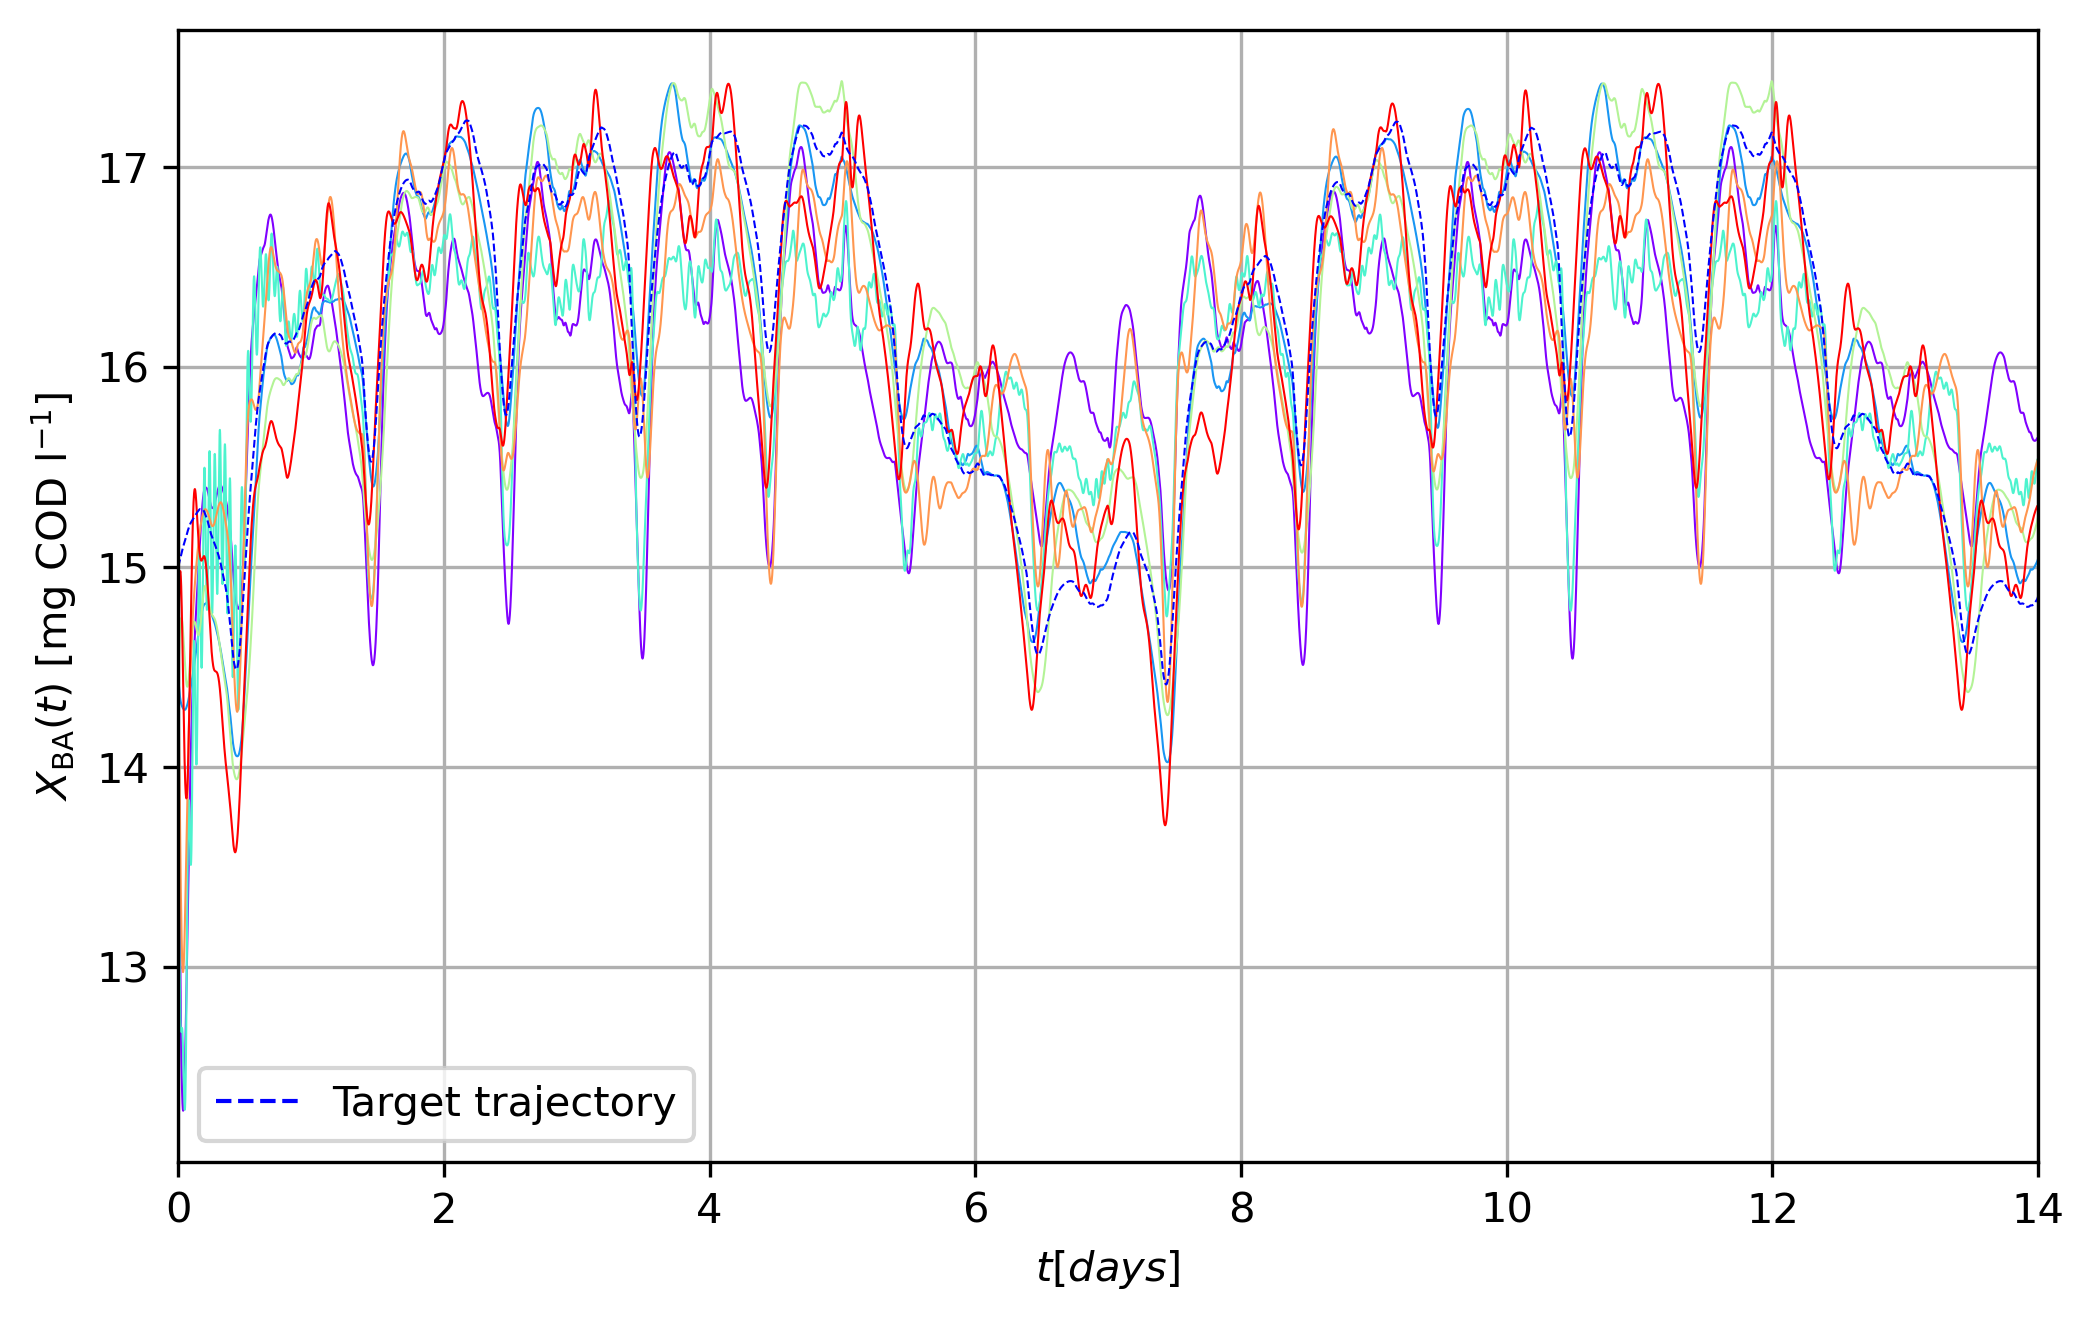 17
16
15
14
13
X_BA(t) [mg COD l⁻¹]
Target trajectory
0 2 4 6 8 10 12 14
t[days]